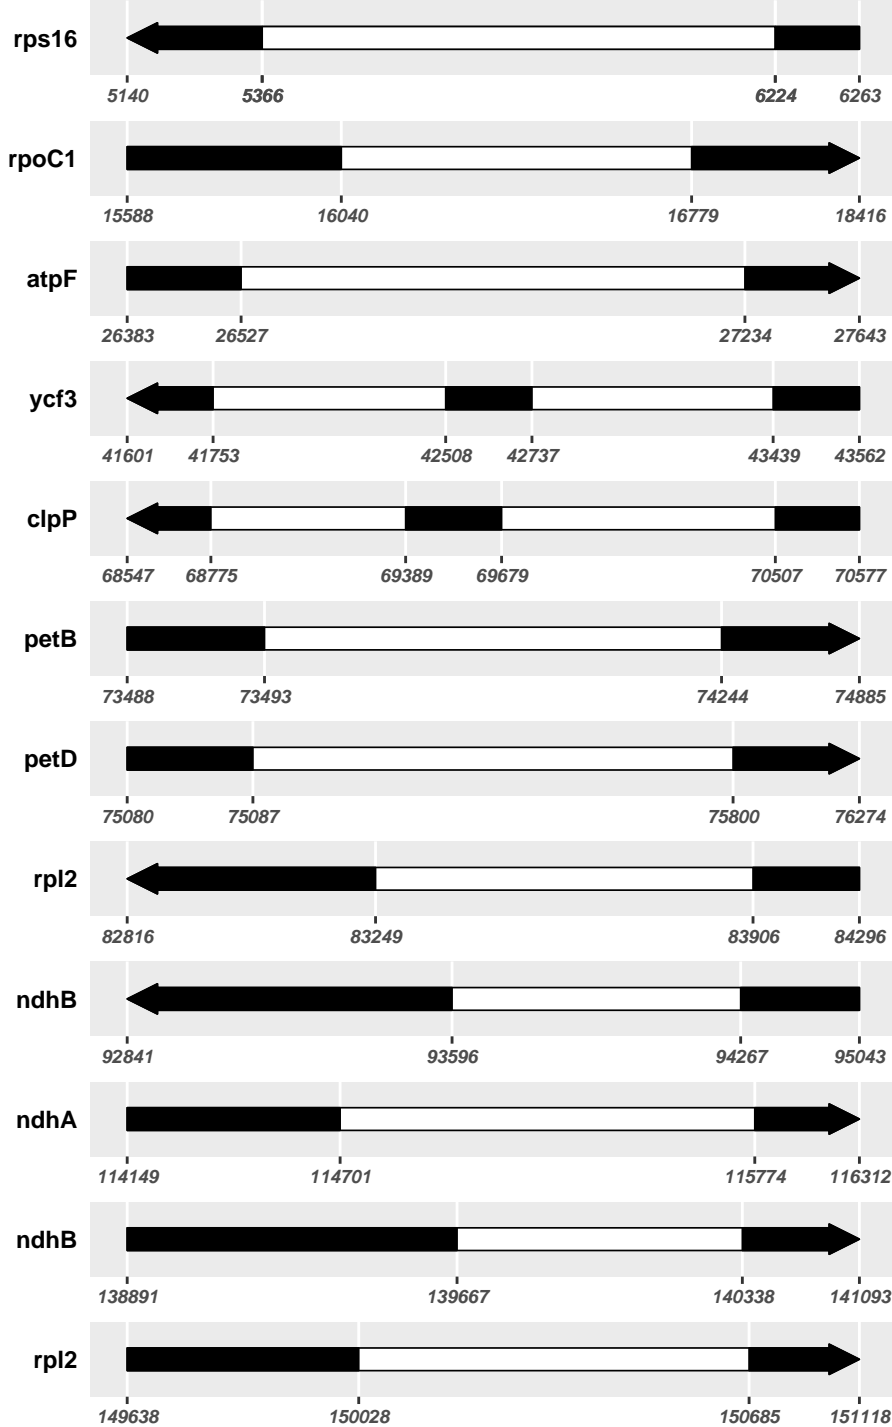 rps16
5140 5366 6224 6263
rpoC1
15588 16040 16779 18416
atpF
26383 26527 27234 27643
ycf3
41601 41753 42508 42737 43439 43562
clpP
68547 68775 69389 69679 70507 70577
petB
73488 73493 74244 74885
petD
75080 75087 75800 76274
rpl2
82816 83249 83906 84296
ndhB
92841 93596 94267 95043
ndhA
114149 114701 115774 116312
ndhB
138891 139667 140338 141093
rpl2
149638 150028 150685 151118